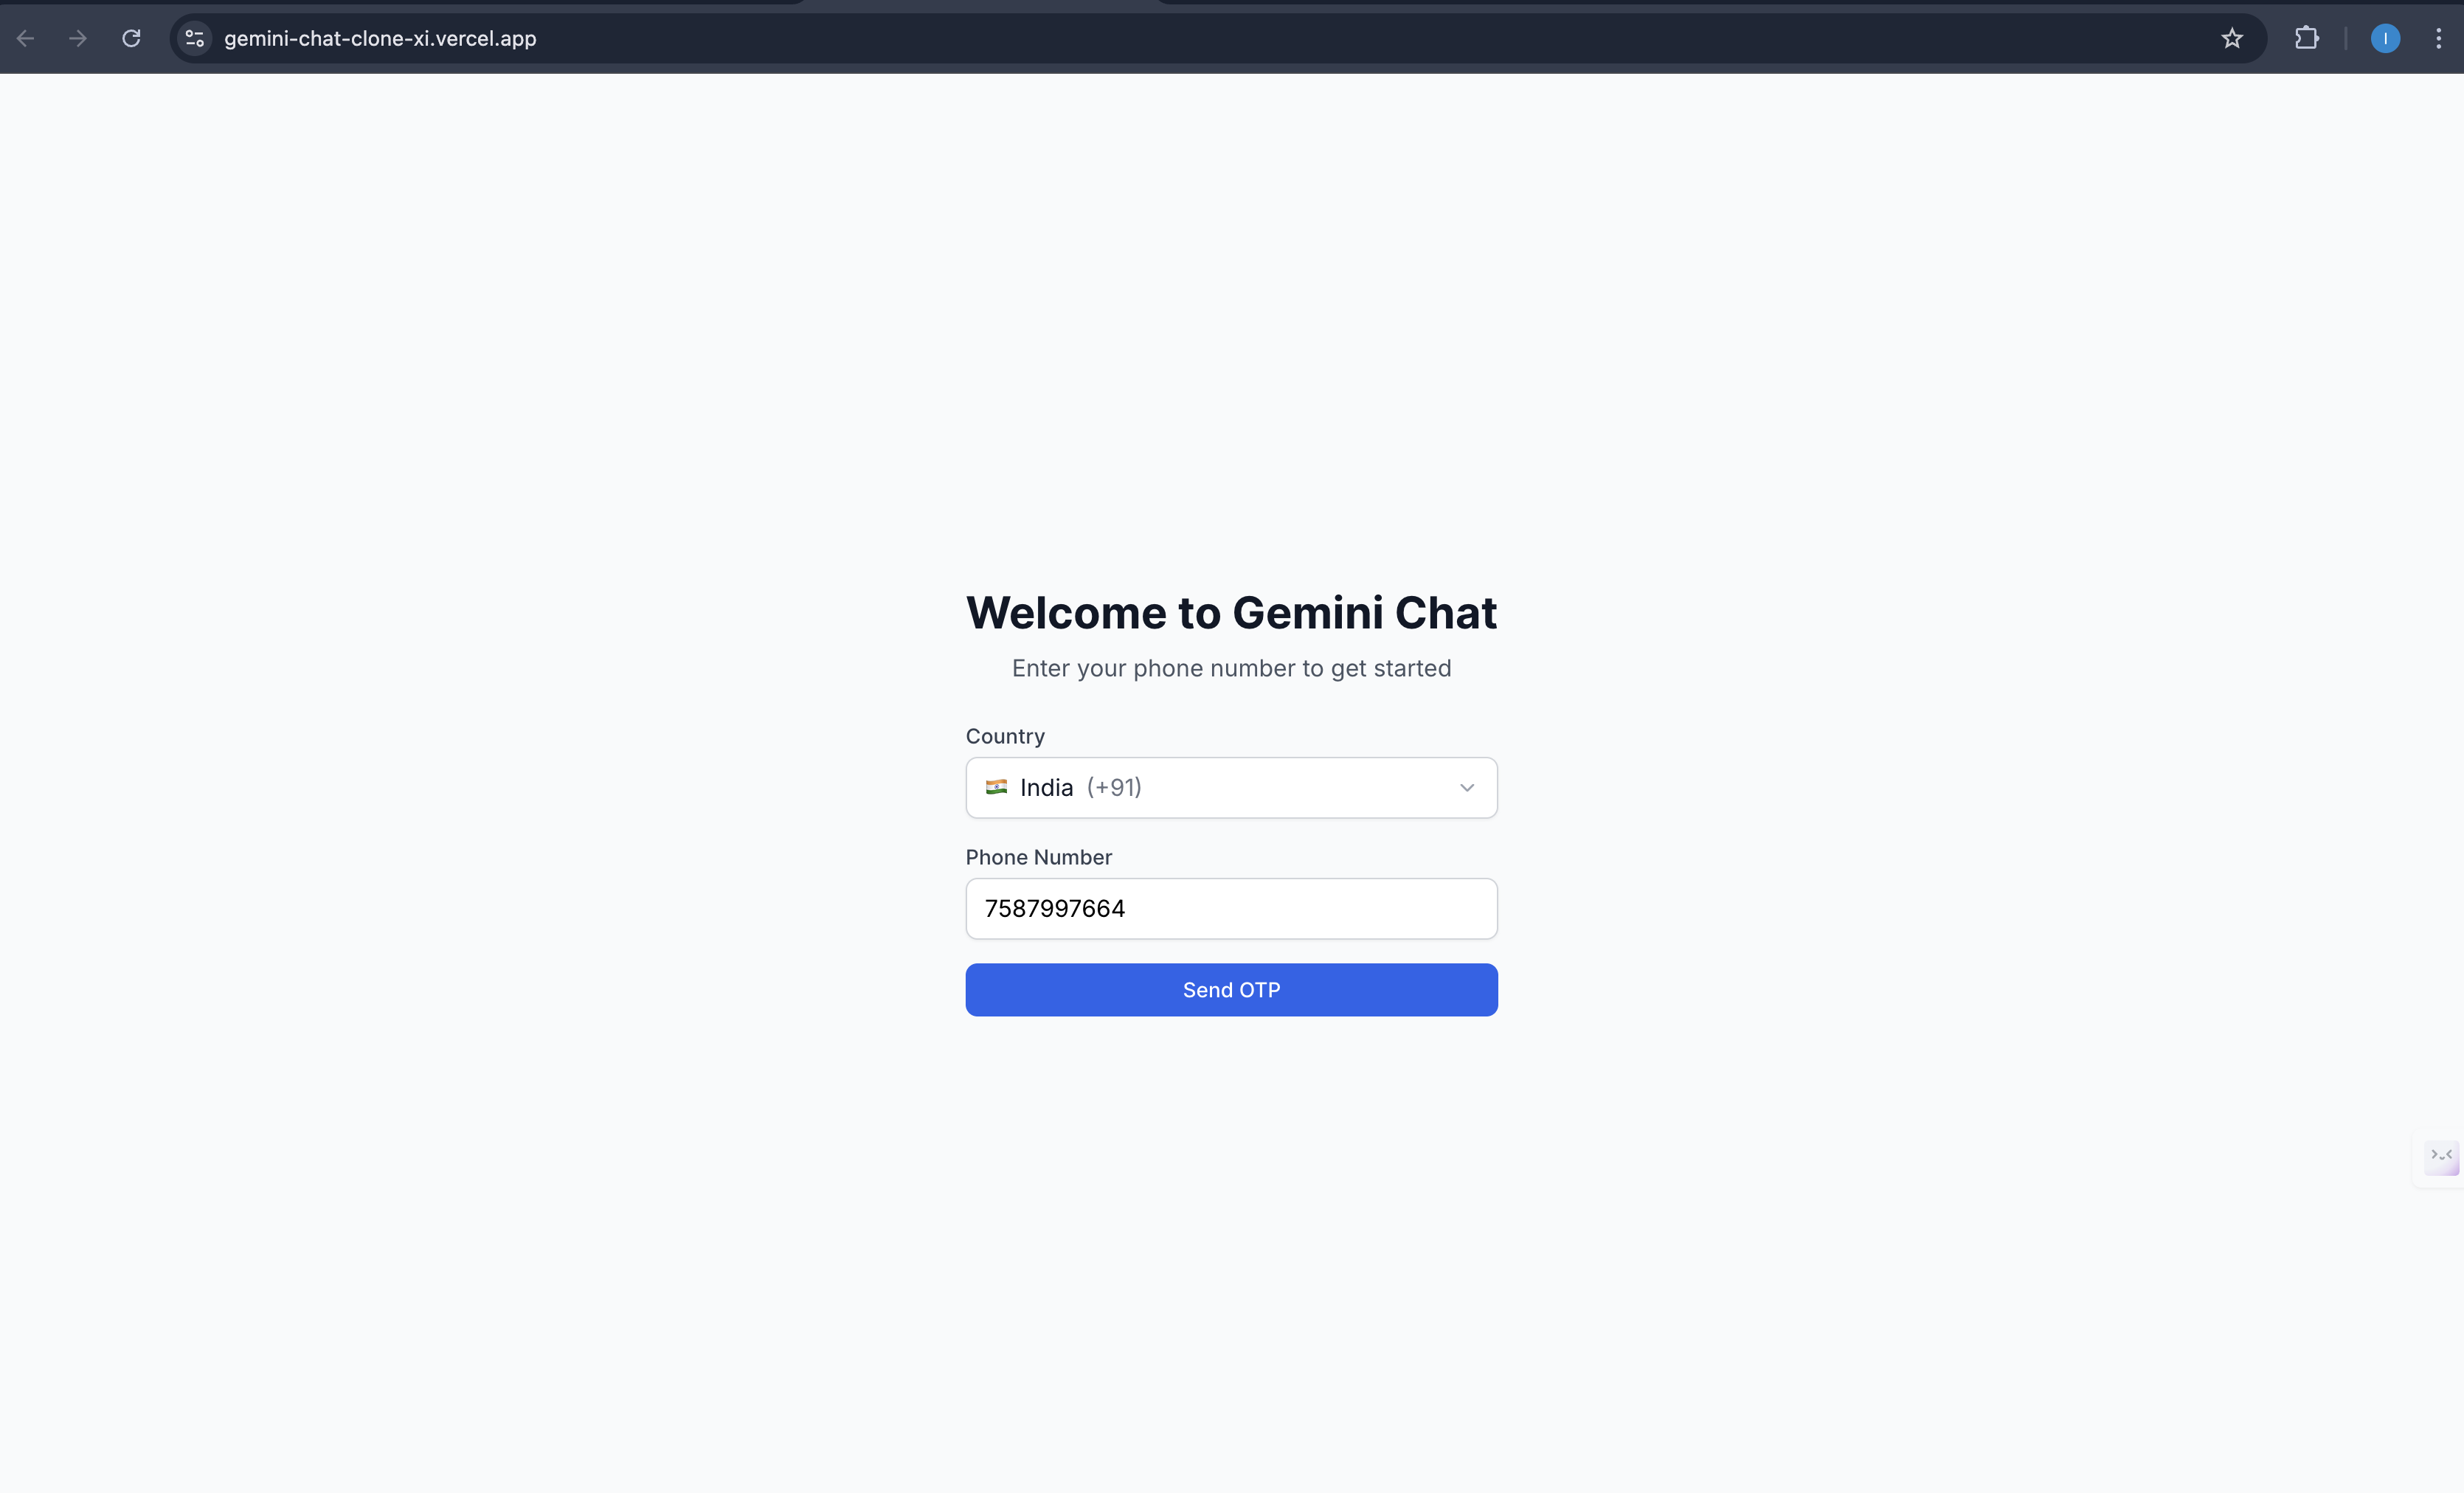 gemini-chat-clone-xi.vercel.app
I
Welcome to Gemini Chat
Enter your phone number to get started
Country
India (+91)
Phone Number
7587997664
Send OTP